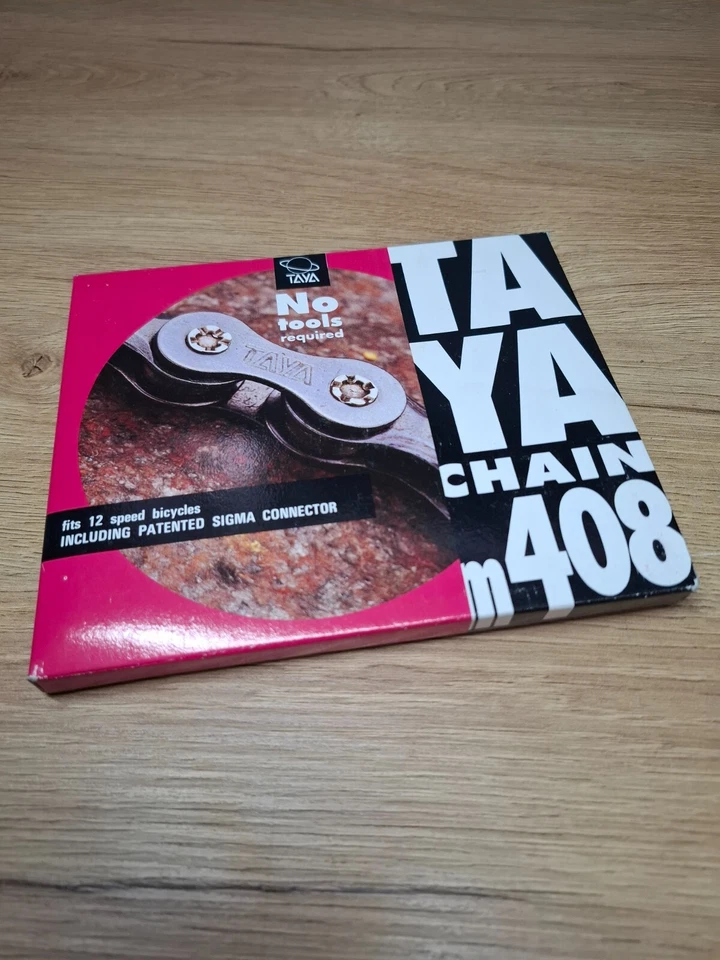 TAYA
No
tools
required
TAYA
fits 12 speed bicycles
INCLUDING PATENTED SIGMA CONNECTOR
TA
YA
CHAIN
m408